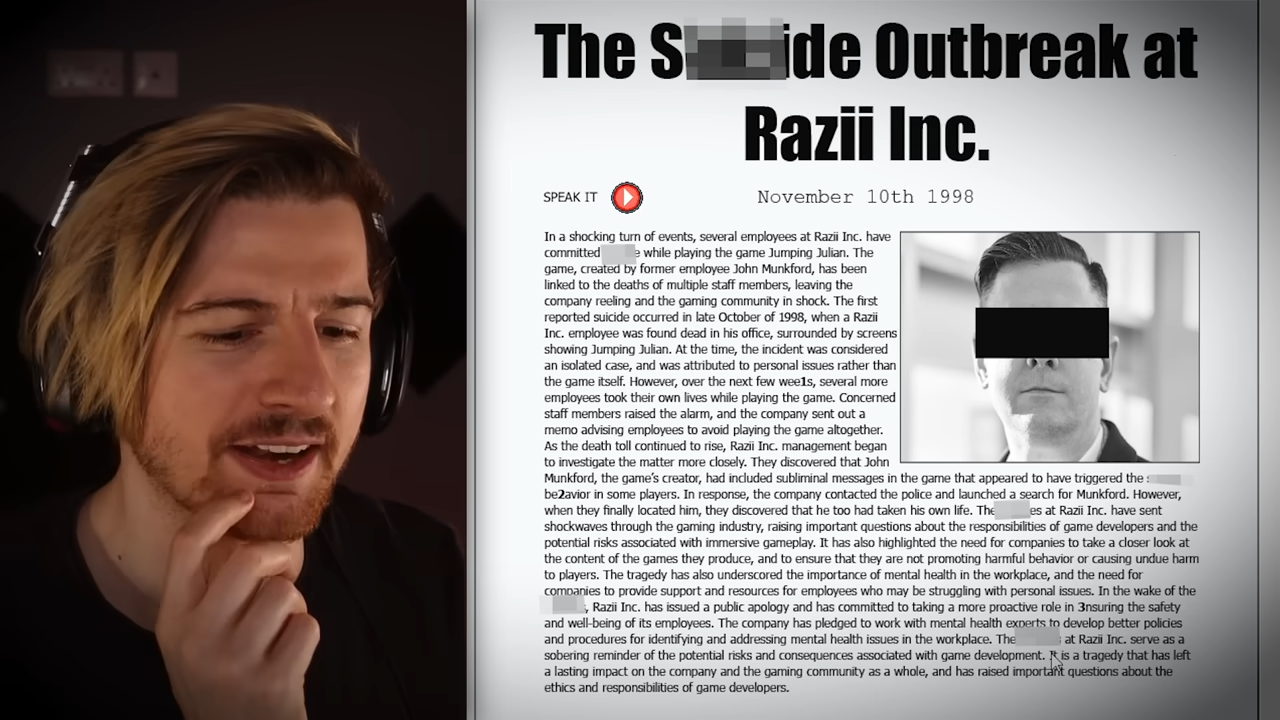 The S ide Outbreak at
Razii Inc.
SPEAK IT
November 10th 1998
In a shocking turn of events, several employees at Razii Inc. have
committed e while playing the game Jumping Julian. The
game, created by former employee John Munkford, has been
linked to the deaths of multiple staff members, leaving the
company reeling and the gaming community in shock. The first
reported suicide occurred in late October of 1998, when a Razii
Inc. employee was found dead in his office, surrounded by screens
showing Jumping Julian. At the time, the incident was considered
an isolated case, and was attributed to personal issues rather than
the game itself. However, over the next few wee1s, several more
employees took their own lives while playing the game. Concerned
staff members raised the alarm, and the company sent out a
memo advising employees to avoid playing the game altogether.
As the death toll continued to rise, Razii Inc. management began
to investigate the matter more closely. They discovered that John
Munkford, the game's creator, had included subliminal messages in the game that appeared to have triggered the
be2avior in some players. In response, the company contacted the police and launched a search for Munkford. However,
when they finally located him, they discovered that he too had taken his own life. The es at Razii Inc. have sent
shockwaves through the gaming industry, raising important questions about the responsibilities of game developers and the
potential risks associated with immersive gameplay. It has also highlighted the need for companies to take a closer look at
the content of the games they produce, and to ensure that they are not promoting harmful behavior or causing undue harm
to players. The tragedy has also underscored the importance of mental health in the workplace, and the need for
companies to provide support and resources for employees who may be struggling with personal issues. In the wake of the
, Razii Inc. has issued a public apology and has committed to taking a more proactive role in 3nsuring the safety
and well-being of its employees. The company has pledged to work with mental health experts to develop better policies
and procedures for identifying and addressing mental health issues in the workplace. The s at Razii Inc. serve as a
sobering reminder of the potential risks and consequences associated with game development. It is a tragedy that has left
a lasting impact on the company and the gaming community as a whole, and has raised important questions about the
ethics and responsibilities of game developers.